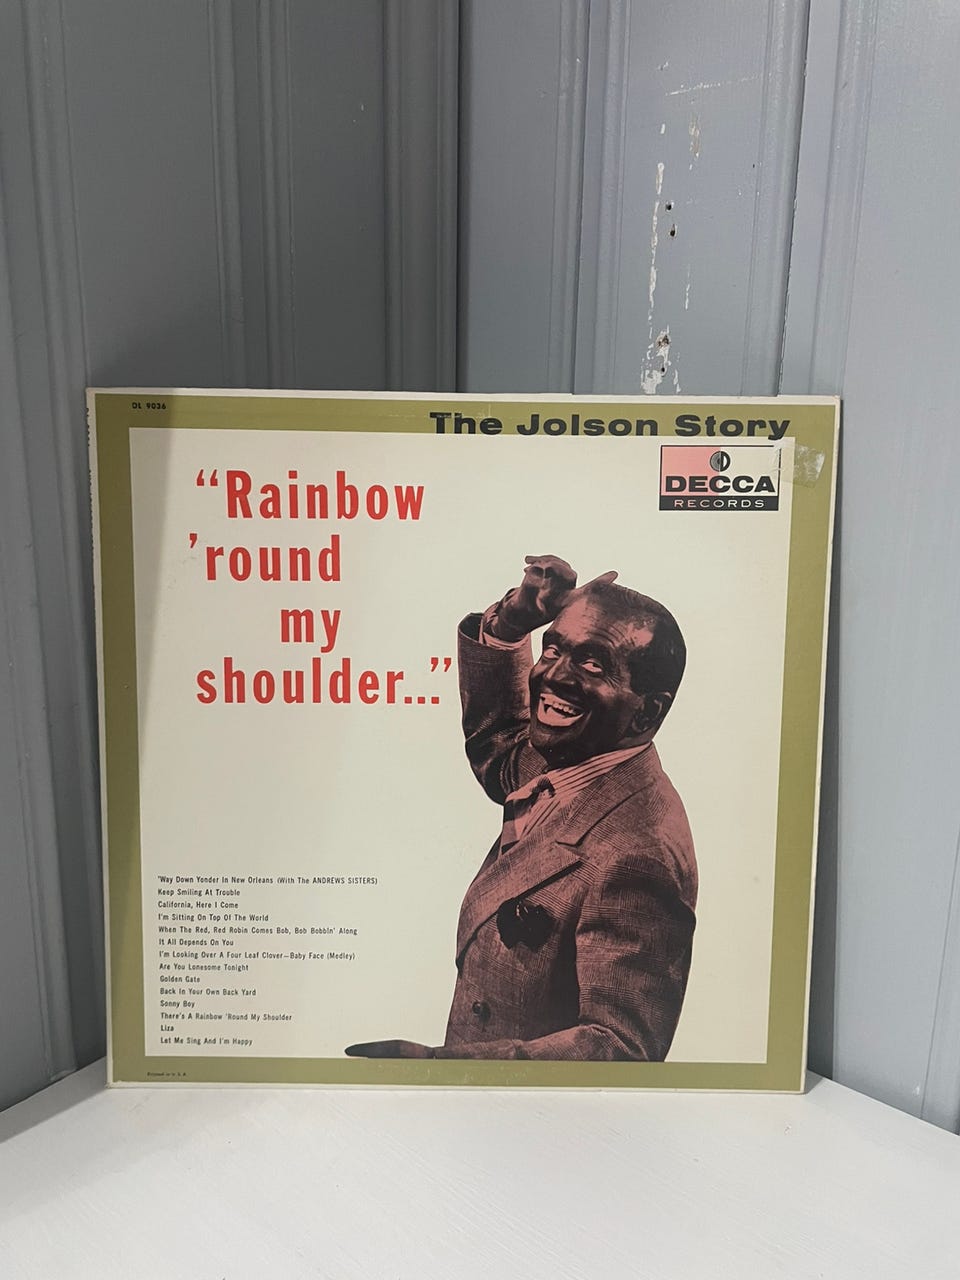 DL 9036
The Jolson Story
DECCA
RECORDS
“Rainbow
’round
my
shoulder...”
'Way Down Yonder In New Orleans (With The ANDREWS SISTERS)
Keep Smiling At Trouble
California, Here I Come
I'm Sitting On Top Of The World
When The Red, Red Robin Comes Bob, Bob Bobbin' Along
It All Depends On You
I'm Looking Over A Four Leaf Clover—Baby Face (Medley)
Are You Lonesome Tonight
Golden Gate
Back In Your Own Back Yard
Sonny Boy
There's A Rainbow 'Round My Shoulder
Liza
Let Me Sing And I'm Happy